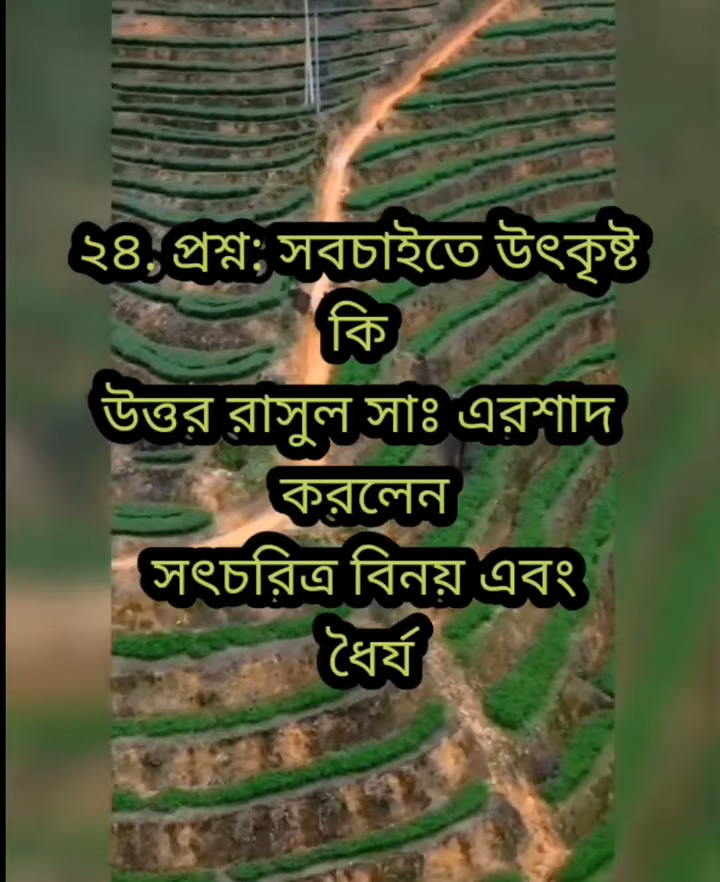 ২৪. প্রশ্ন: সবচাইতে উৎকৃষ্ট
কি
উত্তর রাসুল সাঃ এরশাদ
করলেন
সৎচরিত্র বিনয় এবং
ধৈর্য